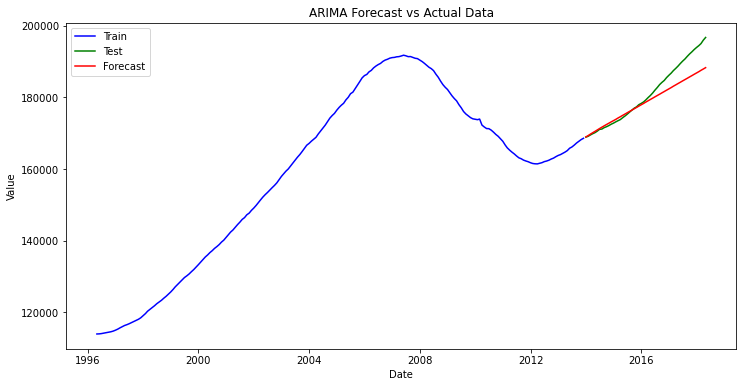 ARIMA Forecast vs Actual Data
Train
Test
Forecast
200000
180000
160000
140000
120000
Value
1996
2000
2004
2008
2012
2016
Date